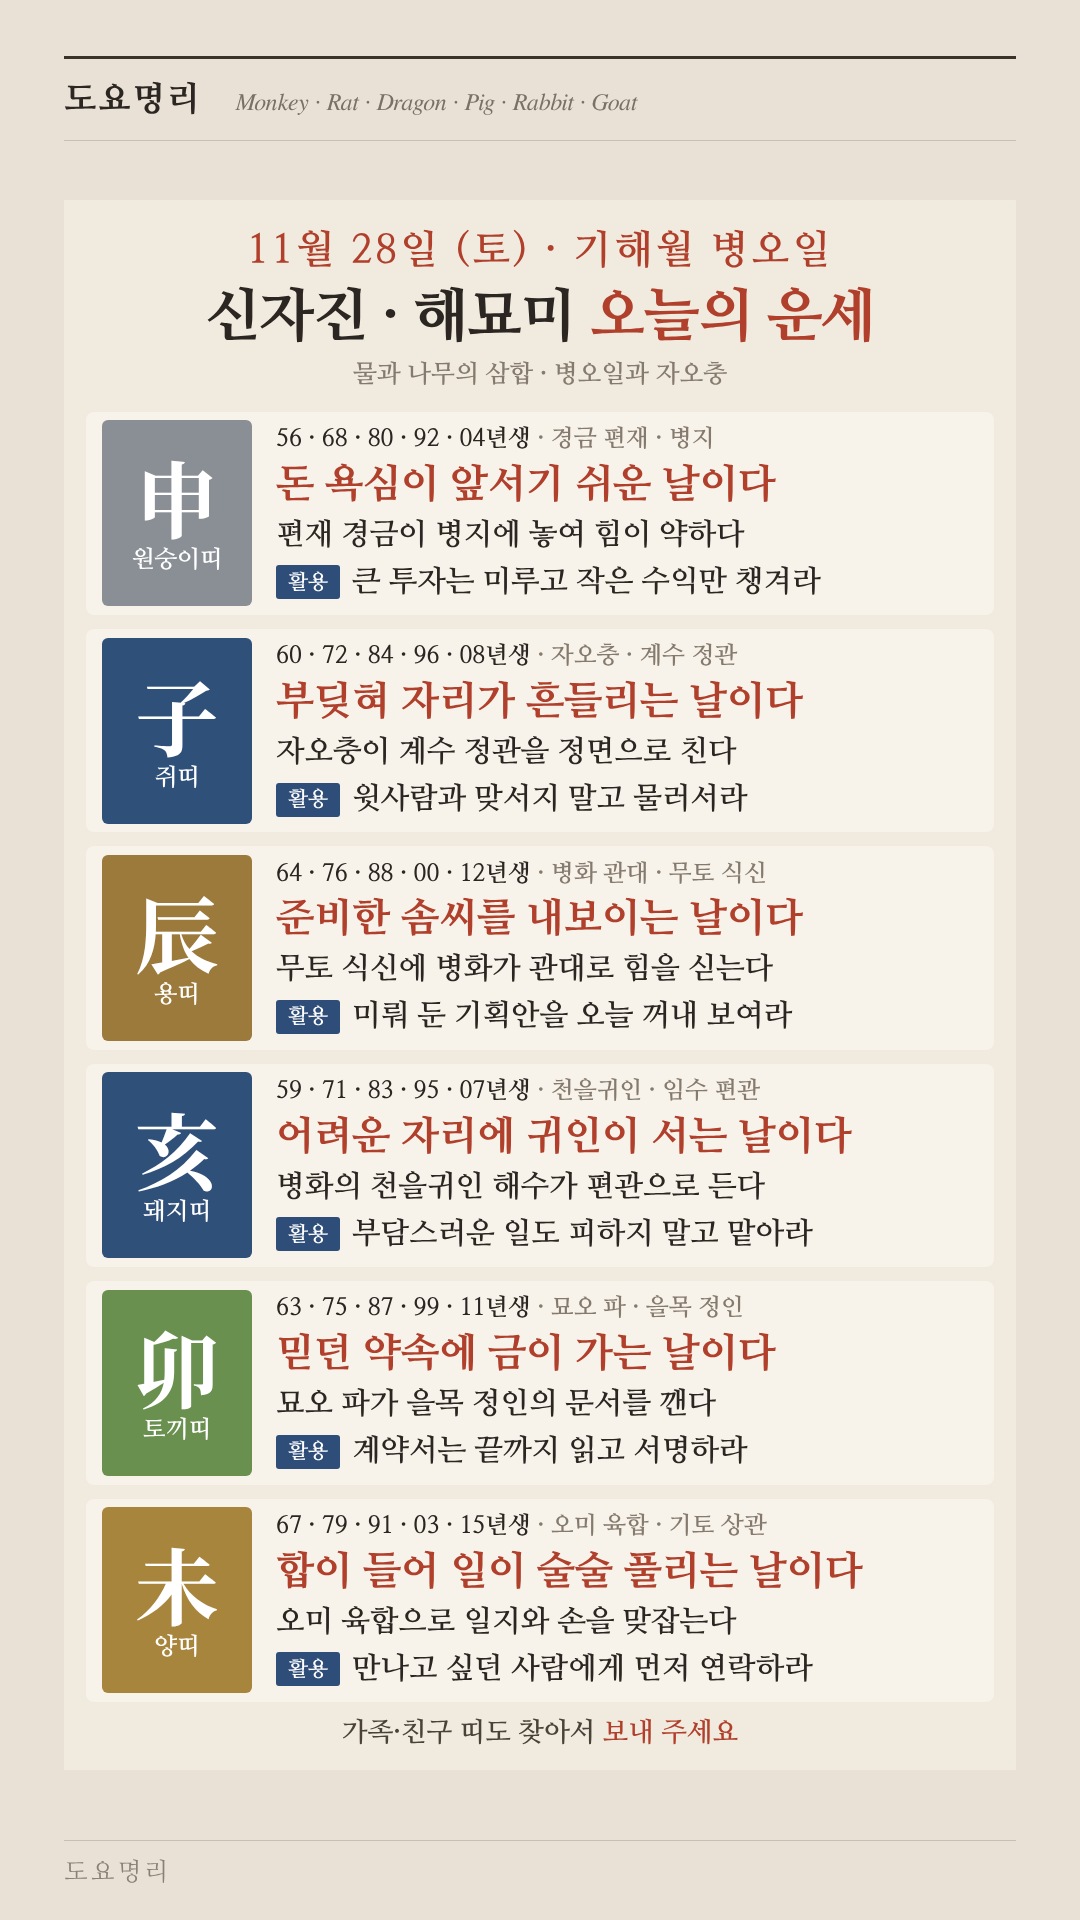 도요명리 Monkey · Rat · Dragon · Pig · Rabbit · Goat
11월 28일 (토) · 기해월 병오일
신자진 · 해묘미 오늘의 운세
물과 나무의 삼합 · 병오일과 자오충
申
원숭이띠
56 · 68 · 80 · 92 · 04년생 · 경금 편재 · 병지
돈 욕심이 앞서기 쉬운 날이다
편재 경금이 병지에 놓여 힘이 약하다
활용 큰 투자는 미루고 작은 수익만 챙겨라
子
쥐띠
60 · 72 · 84 · 96 · 08년생 · 자오충 · 계수 정관
부딪혀 자리가 흔들리는 날이다
자오충이 계수 정관을 정면으로 친다
활용 윗사람과 맞서지 말고 물러서라
辰
용띠
64 · 76 · 88 · 00 · 12년생 · 병화 관대 · 무토 식신
준비한 솜씨를 내보이는 날이다
무토 식신에 병화가 관대로 힘을 싣는다
활용 미뤄 둔 기획안을 오늘 꺼내 보여라
亥
돼지띠
59 · 71 · 83 · 95 · 07년생 · 천을귀인 · 임수 편관
어려운 자리에 귀인이 서는 날이다
병화의 천을귀인 해수가 편관으로 든다
활용 부담스러운 일도 피하지 말고 맡아라
卯
토끼띠
63 · 75 · 87 · 99 · 11년생 · 묘오 파 · 을목 정인
믿던 약속에 금이 가는 날이다
묘오 파가 을목 정인의 문서를 깬다
활용 계약서는 끝까지 읽고 서명하라
未
양띠
67 · 79 · 91 · 03 · 15년생 · 오미 육합 · 기토 상관
합이 들어 일이 술술 풀리는 날이다
오미 육합으로 일지와 손을 맞잡는다
활용 만나고 싶던 사람에게 먼저 연락하라
가족·친구 띠도 찾아서 보내 주세요
도요명리